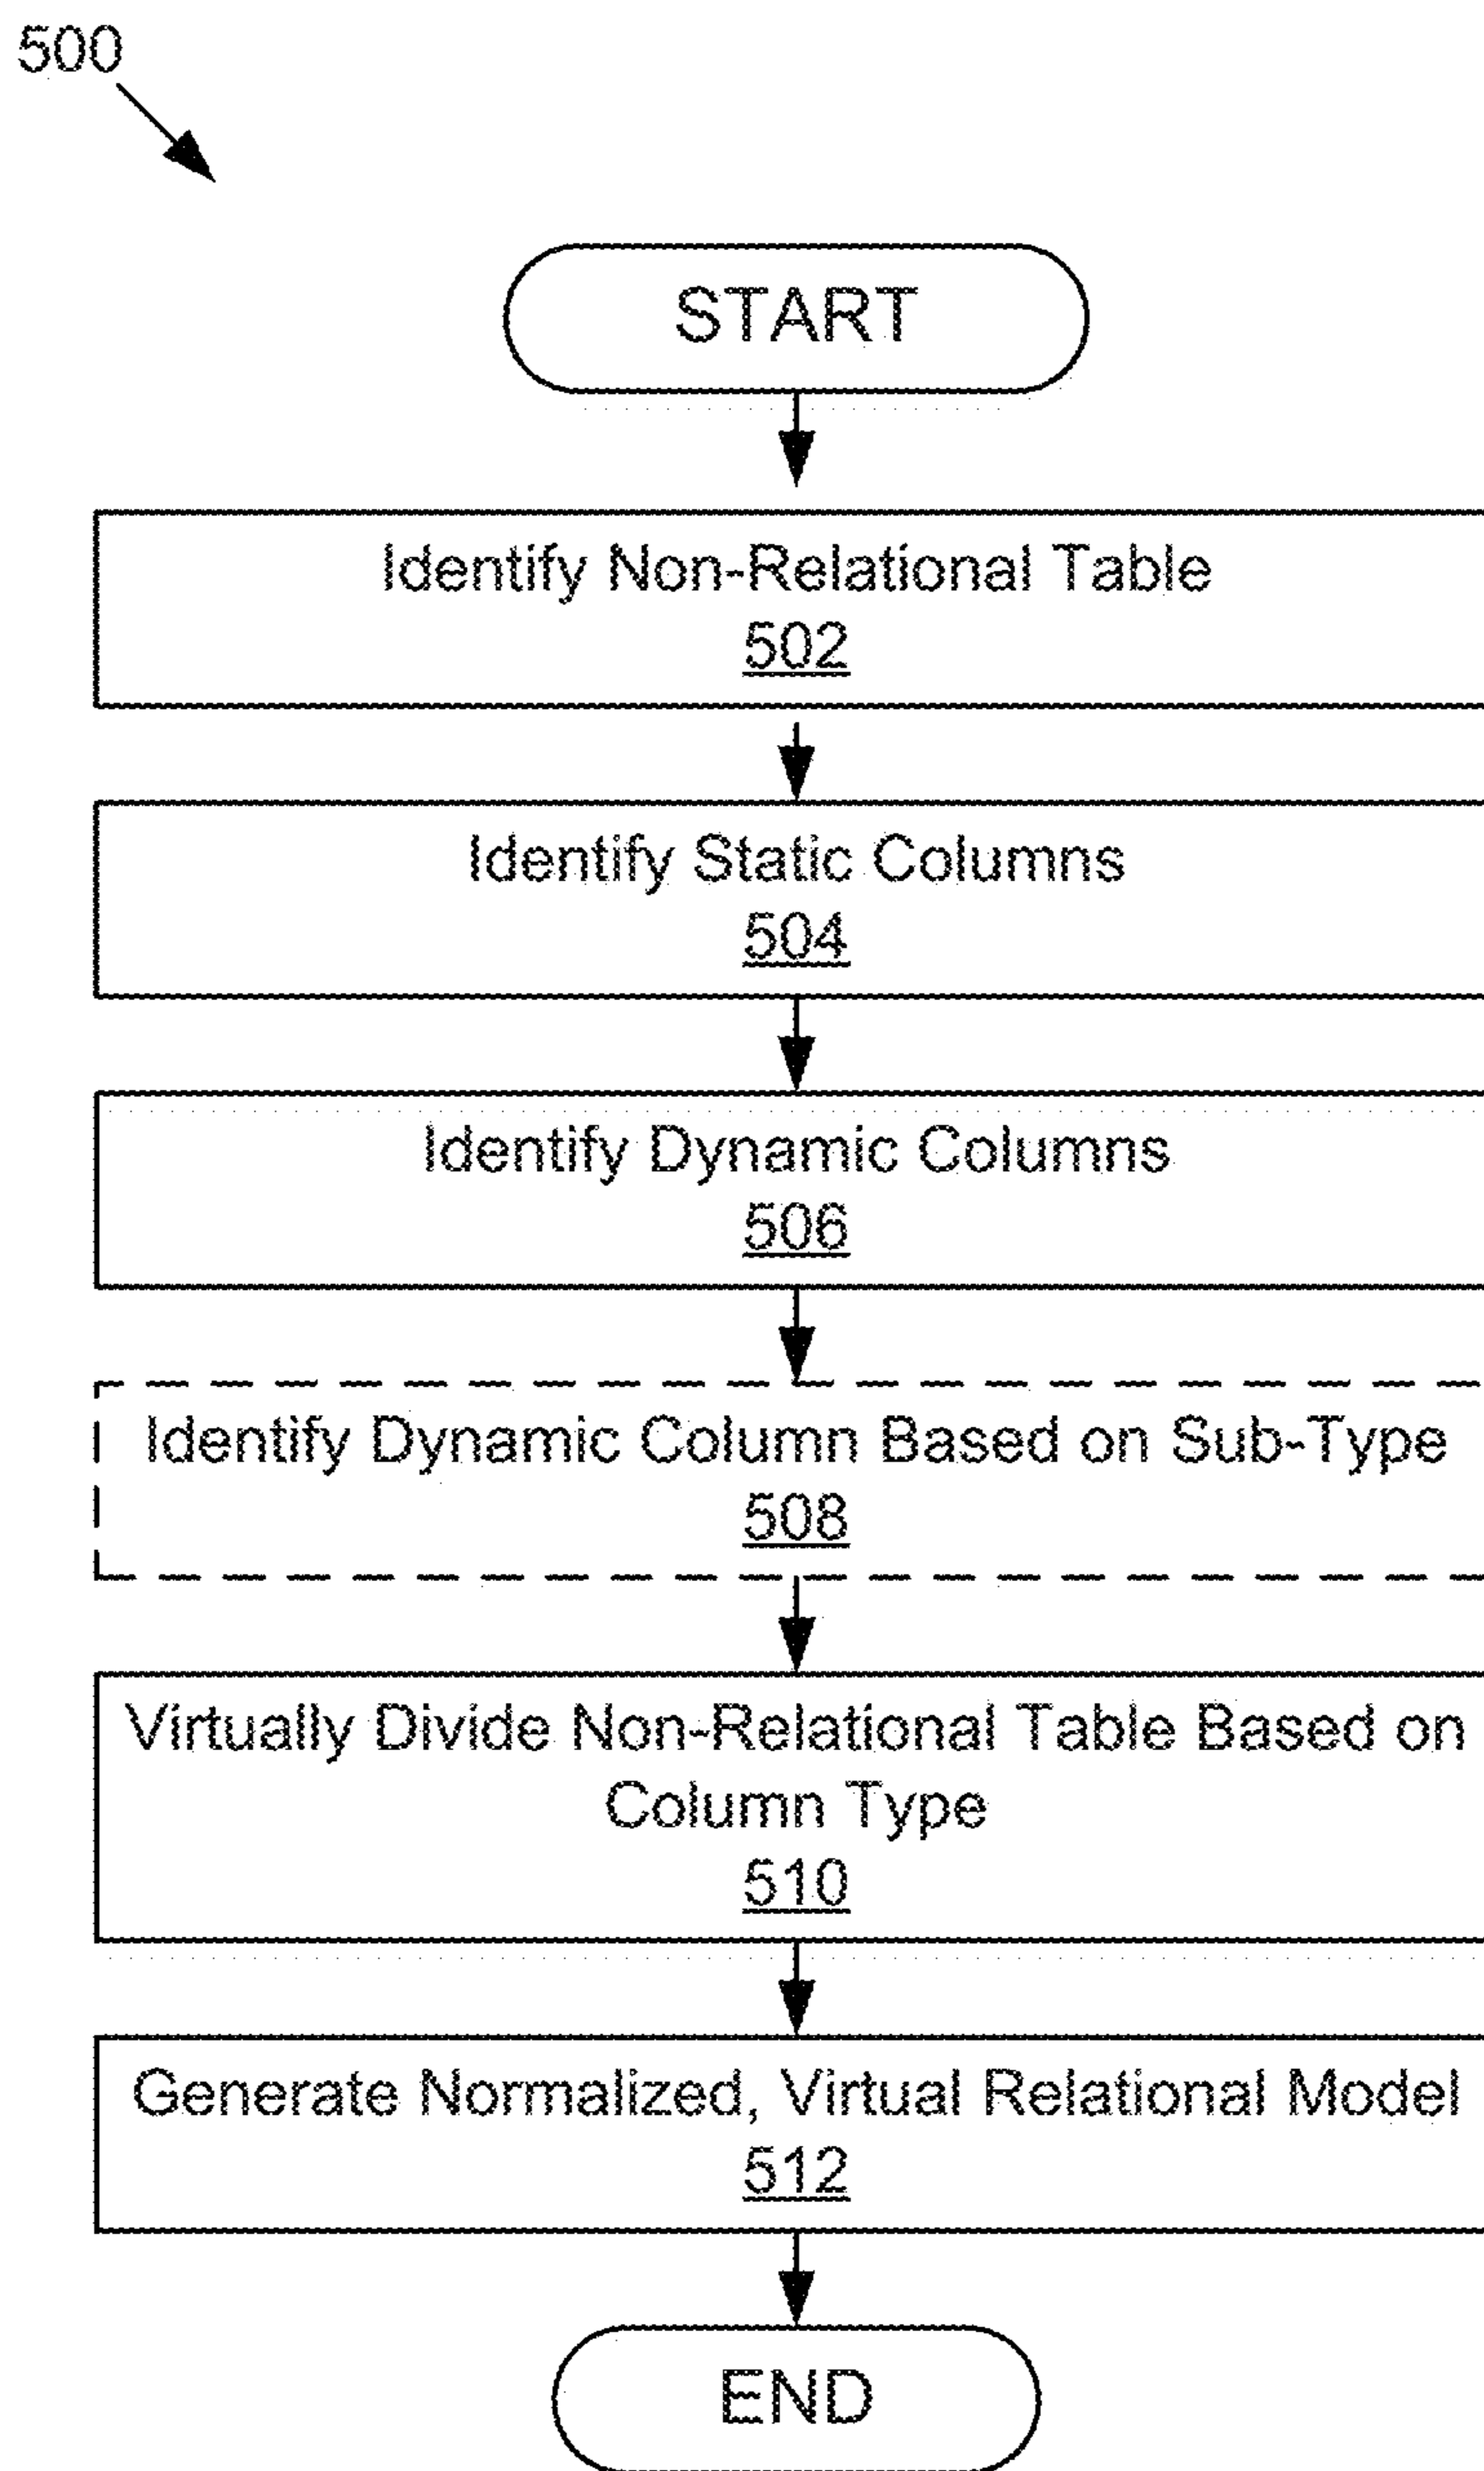 500
START
Identify Non-Relational Table
502
Identify Static Columns
504
Identify Dynamic Columns
506
Identify Dynamic Column Based on Sub-Type
508
Virtually Divide Non-Relational Table Based on
Column Type
510
Generate Normalized, Virtual Relational Model
512
END